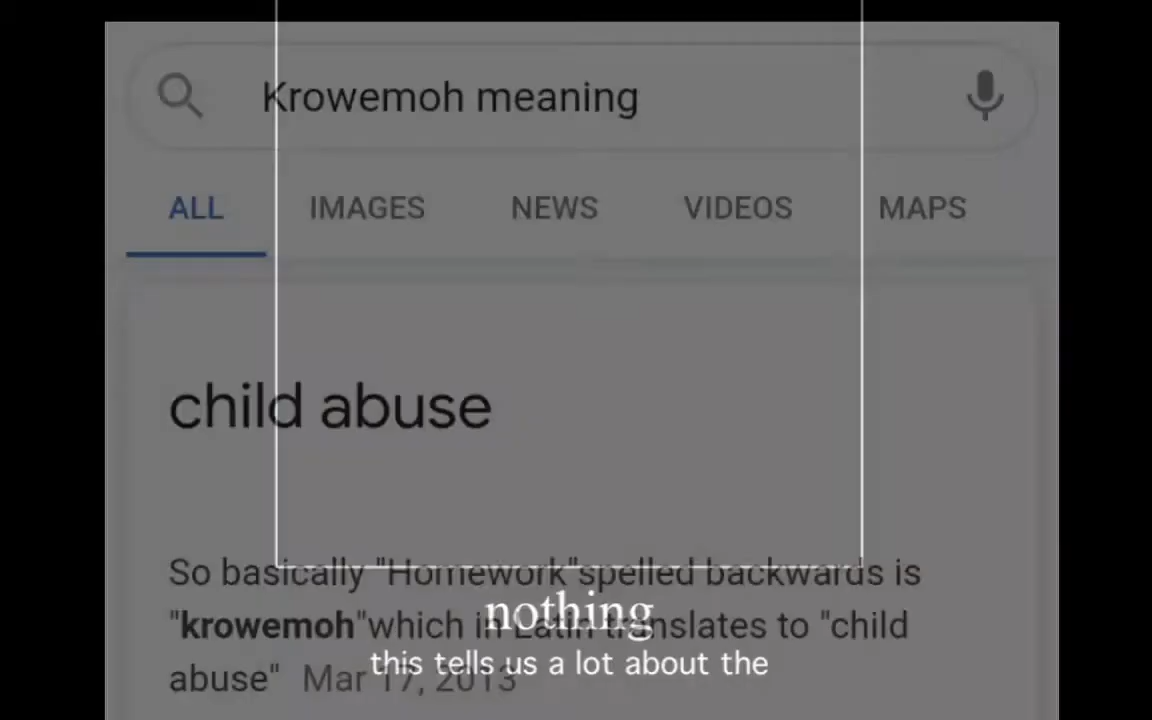 Krowemoh meaning
ALL IMAGES NEWS VIDEOS MAPS
child abuse
So basically "Homework"spelled backwards is
"krowemoh"which in Latin translates to "child
abuse" Mar 17, 2013
nothing
this tells us a lot about the